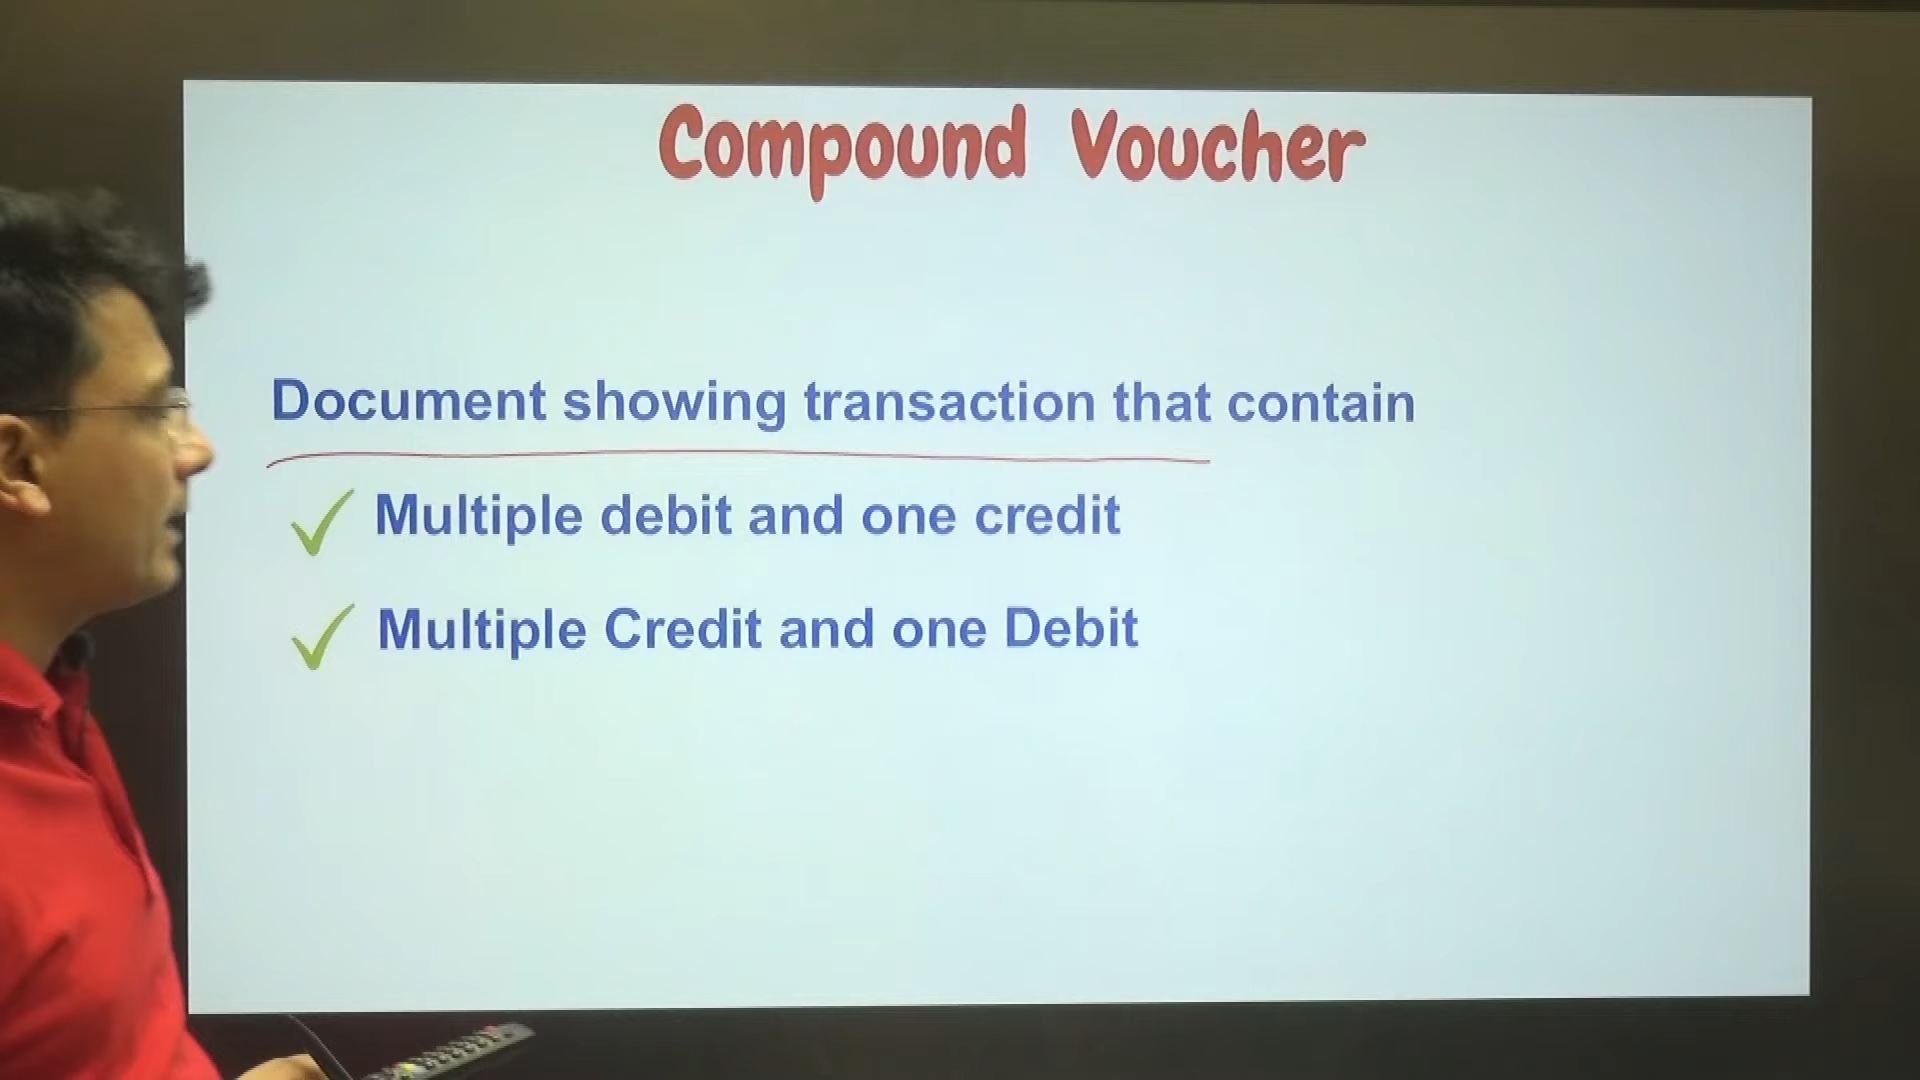 Compound Voucher
Document showing transaction that contain
Multiple debit and one credit
Multiple Credit and one Debit